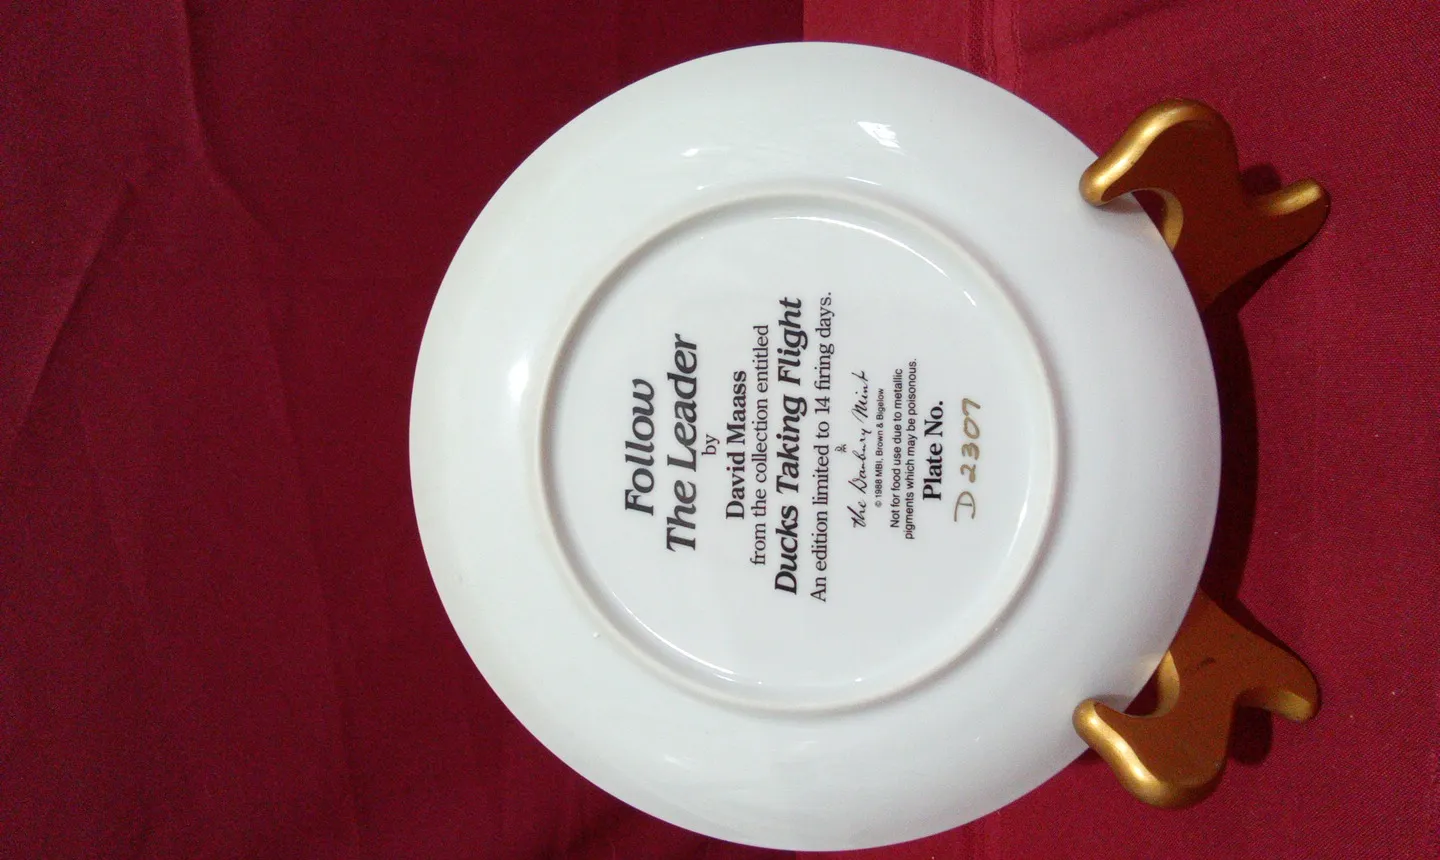 Follow
The Leader
by
David Maass
from the collection entitled
Ducks Taking Flight
An edition limited to 14 firing days.
the Danbury Mint
© 1988 MBI, Brown & Bigelow
Not for food use due to metallic
pigments which may be poisonous.
Plate No.
D2307